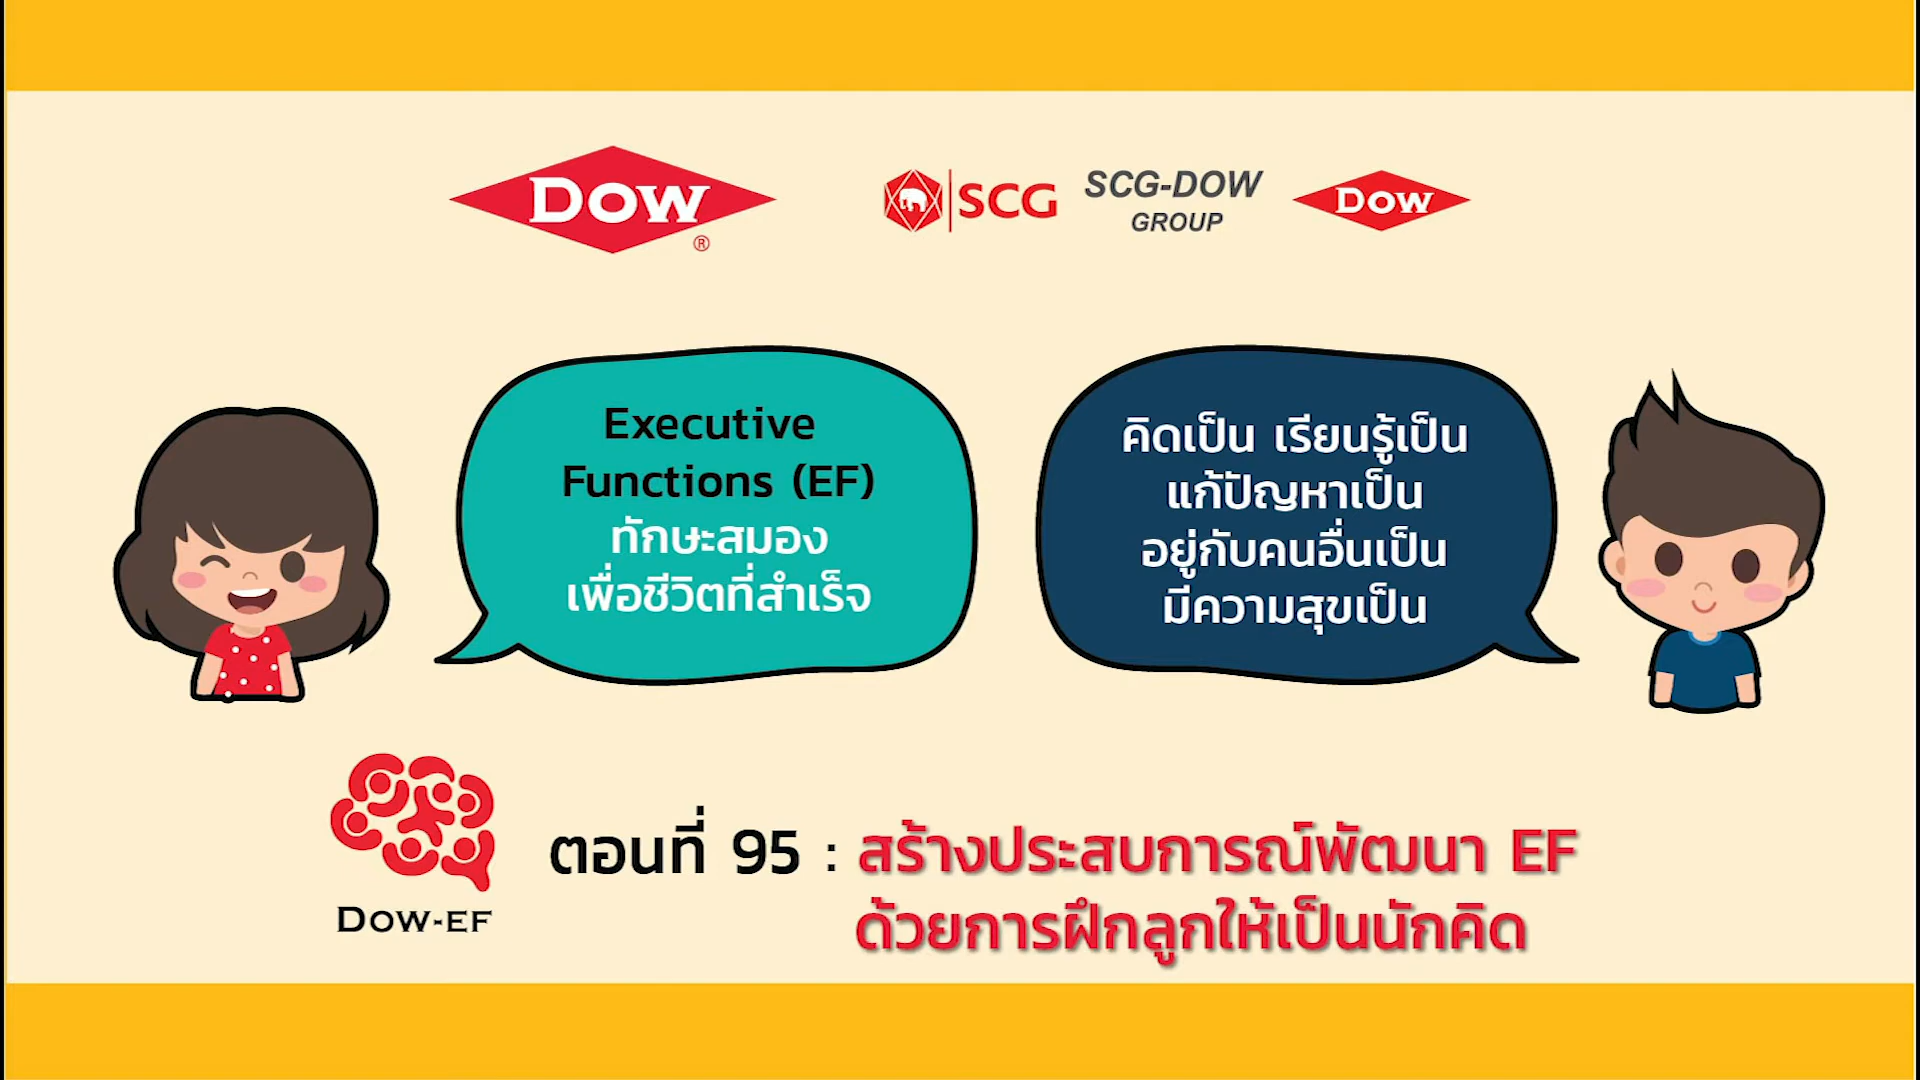 DOW
®
SCG
SCG-DOW
GROUP
DOW
Executive
Functions (EF)
ทักษะสมอง
เพื่อชีวิตที่สำเร็จ
คิดเป็น เรียนรู้เป็น
แก้ปัญหาเป็น
อยู่กับคนอื่นเป็น
มีความสุขเป็น
DOW-EF
ตอนที่ 95 : สร้างประสบการณ์พัฒนา EF
ด้วยการฝึกลูกให้เป็นนักคิด